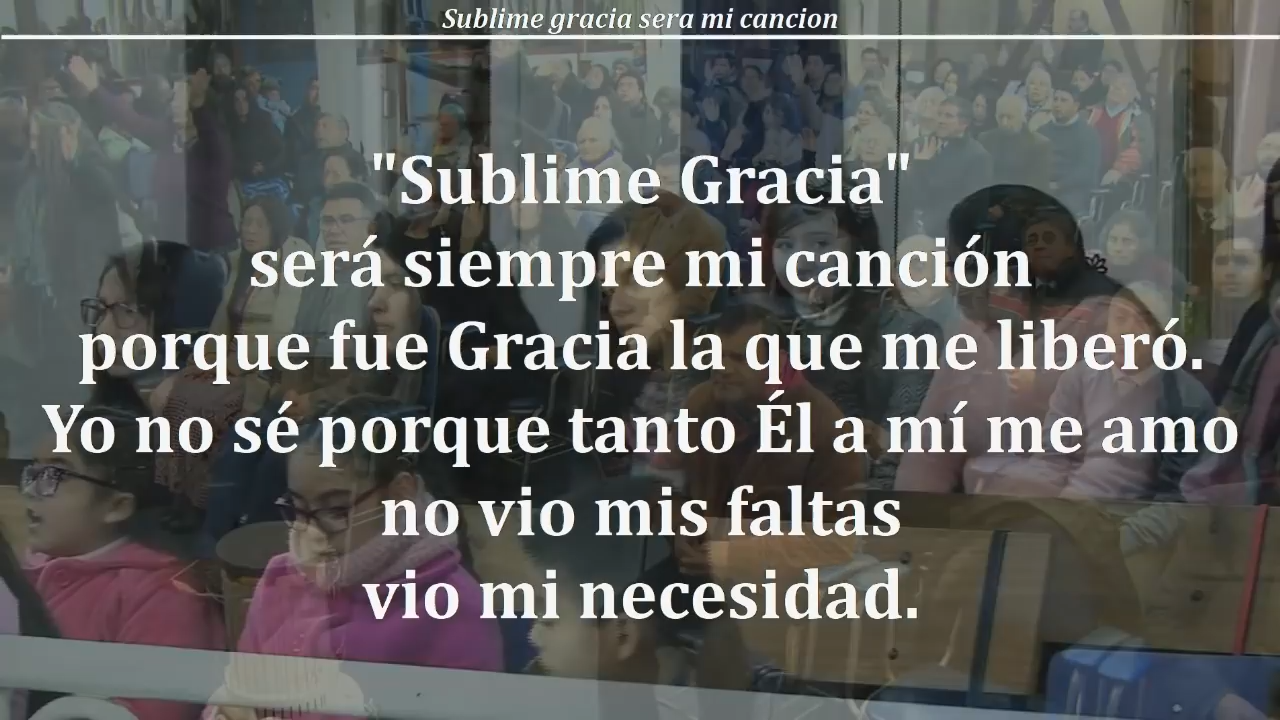 Sublime gracia sera mi cancion
"Sublime Gracia"
será siempre mi canción
porque fue Gracia la que me liberó.
Yo no sé porque tanto Él a mí me amo
no vio mis faltas
vio mi necesidad.